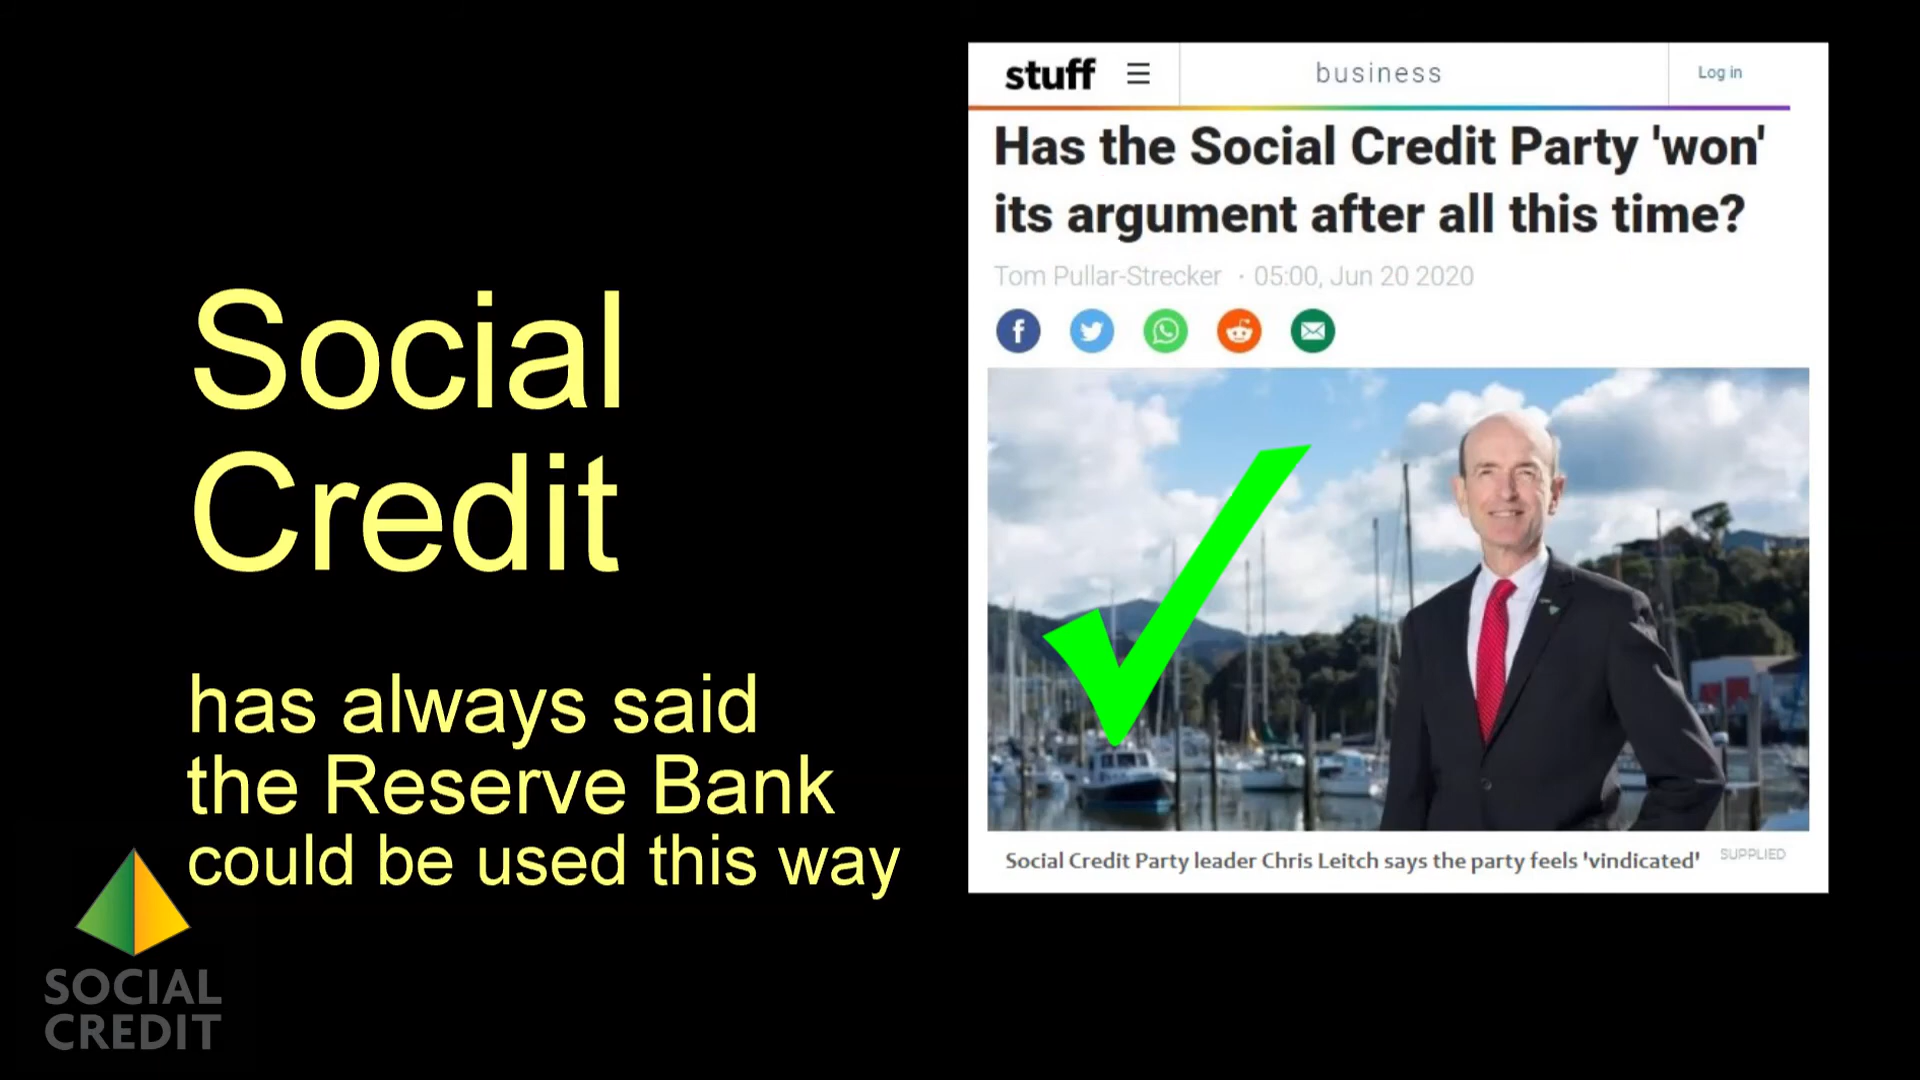 Social
Credit
has always said
the Reserve Bank
could be used this way
SOCIAL
CREDIT
stuff
business
Log in
Has the Social Credit Party 'won'
its argument after all this time?
Tom Pullar-Strecker · 05:00, Jun 20 2020
Social Credit Party leader Chris Leitch says the party feels 'vindicated'
SUPPLIED